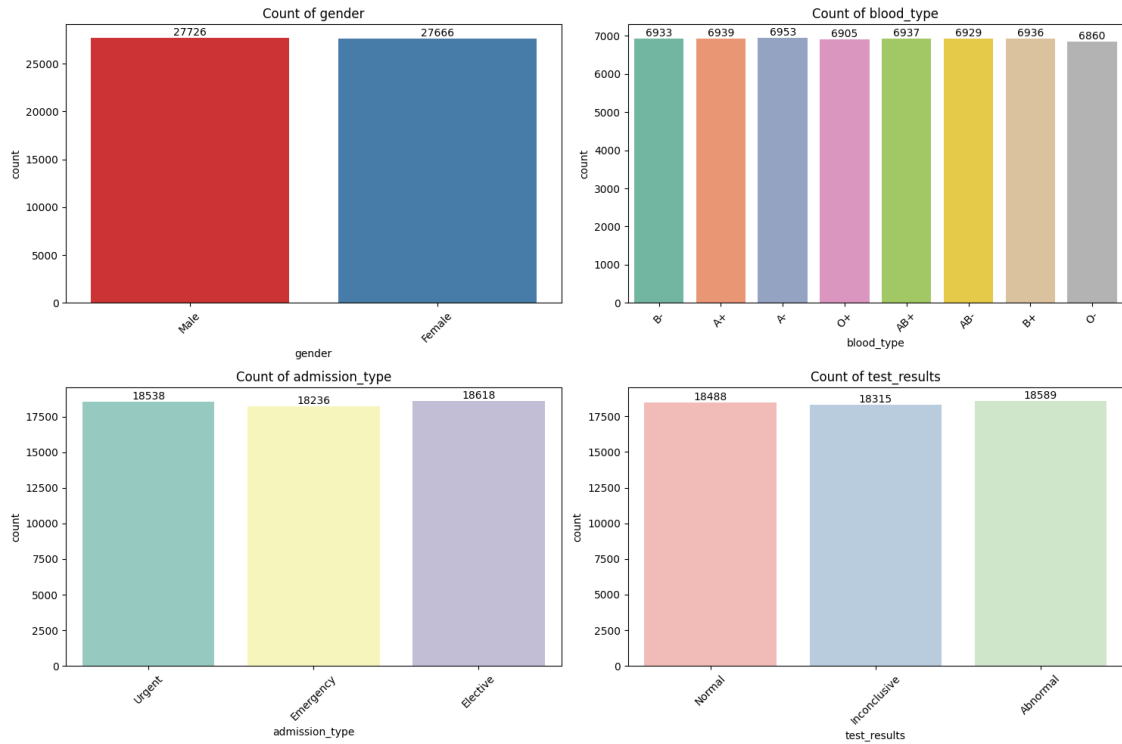 Count of gender
27726
27666
25000
20000
15000
10000
5000
0
count
Male
Female
gender
Count of blood_type
6933
6939
6953
6905
6937
6929
6936
6860
7000
6000
5000
4000
3000
2000
1000
0
count
B-
A+
A-
O+
AB+
AB-
B+
O-
blood_type
Count of admission_type
18538
18236
18618
17500
15000
12500
10000
7500
5000
2500
0
count
Urgent
Emergency
Elective
admission_type
Count of test_results
18488
18315
18589
17500
15000
12500
10000
7500
5000
2500
0
count
Normal
Inconclusive
Abnormal
test_results